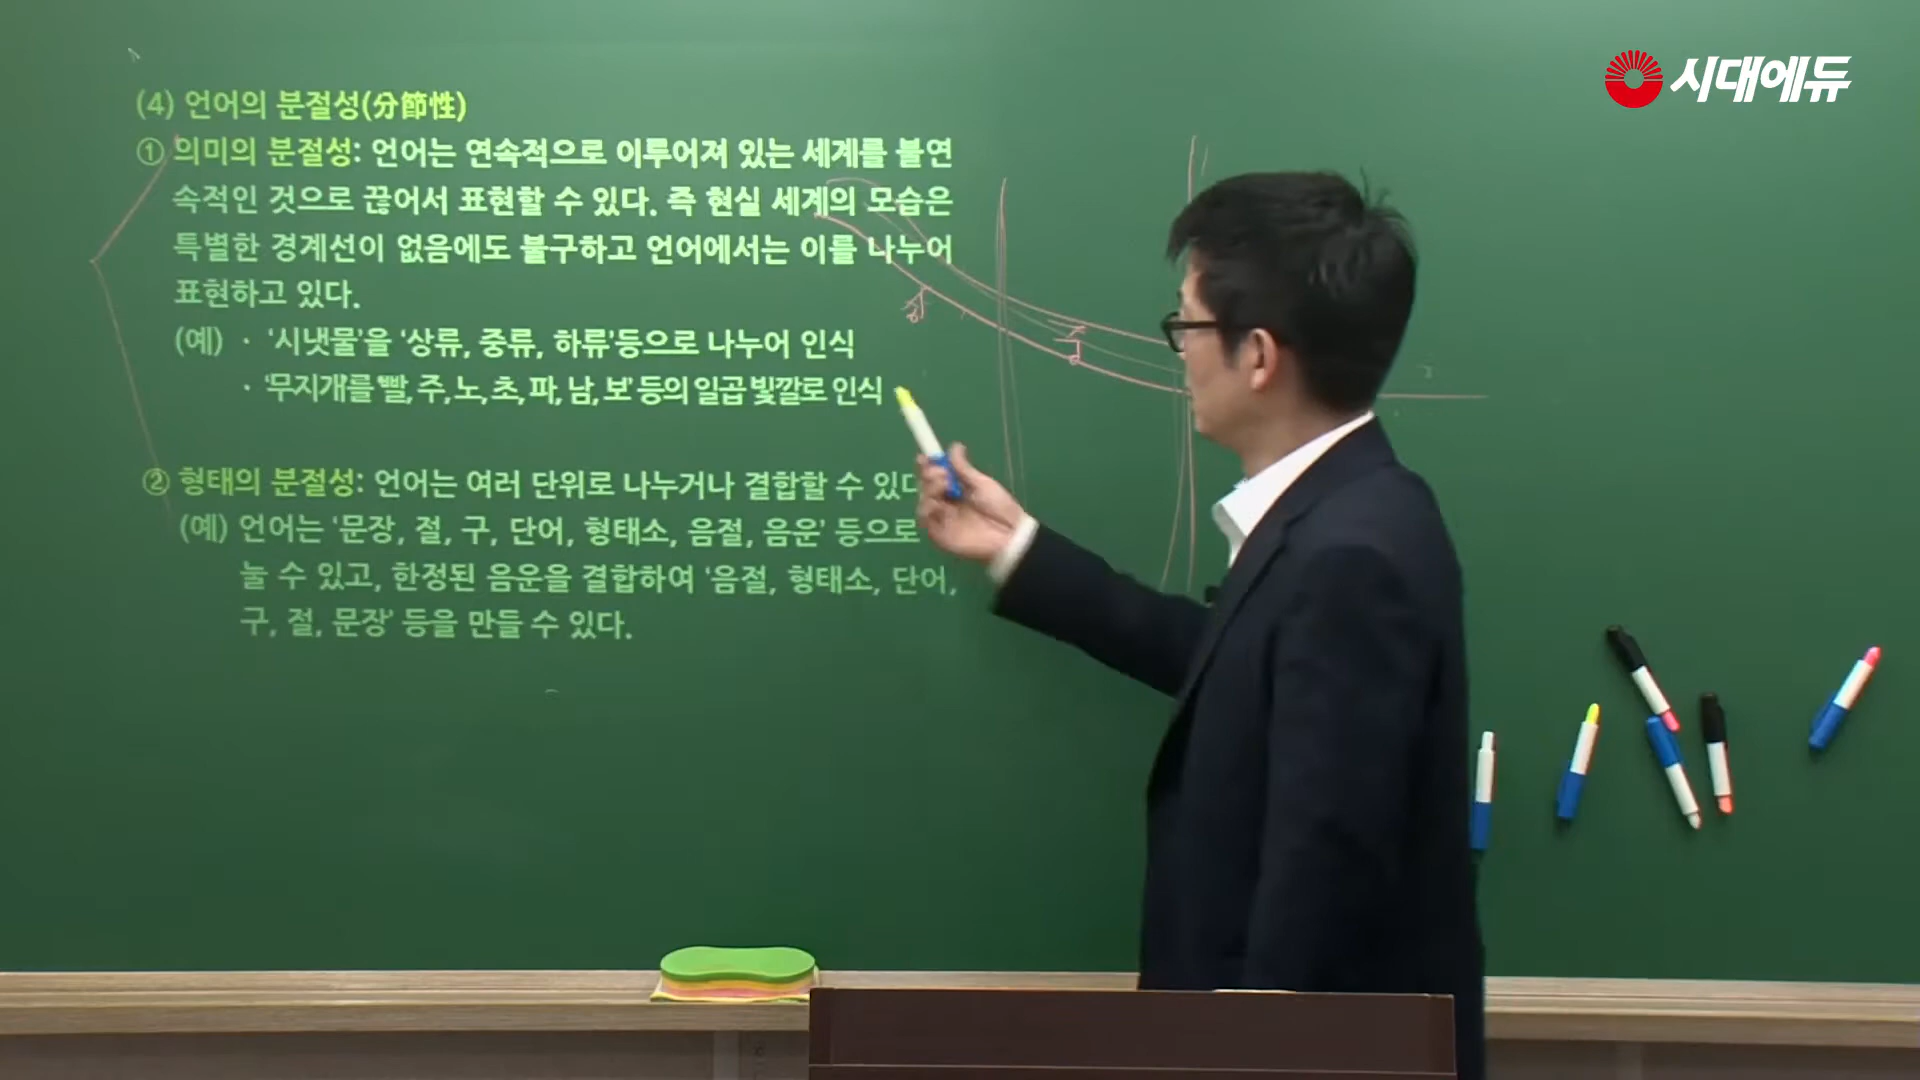 시대에듀
(4) 언어의 분절성(分節性)
① 의미의 분절성: 언어는 연속적으로 이루어져 있는 세계를 불연
속적인 것으로 끊어서 표현할 수 있다. 즉 현실 세계의 모습은
특별한 경계선이 없음에도 불구하고 언어에서는 이를 나누어
표현하고 있다.
(예) · ‘시냇물’을 ‘상류, 중류, 하류’등으로 나누어 인식
· ‘무지개’를 ‘빨, 주, 노, 초, 파, 남, 보’ 등의 일곱 빛깔로 인식
상
중
② 형태의 분절성: 언어는 여러 단위로 나누거나 결합할 수 있다
(예) 언어는 ‘문장, 절, 구, 단어, 형태소, 음절, 음운’ 등으로
눌 수 있고, 한정된 음운을 결합하여 ‘음절, 형태소, 단어,
구, 절, 문장’ 등을 만들 수 있다.